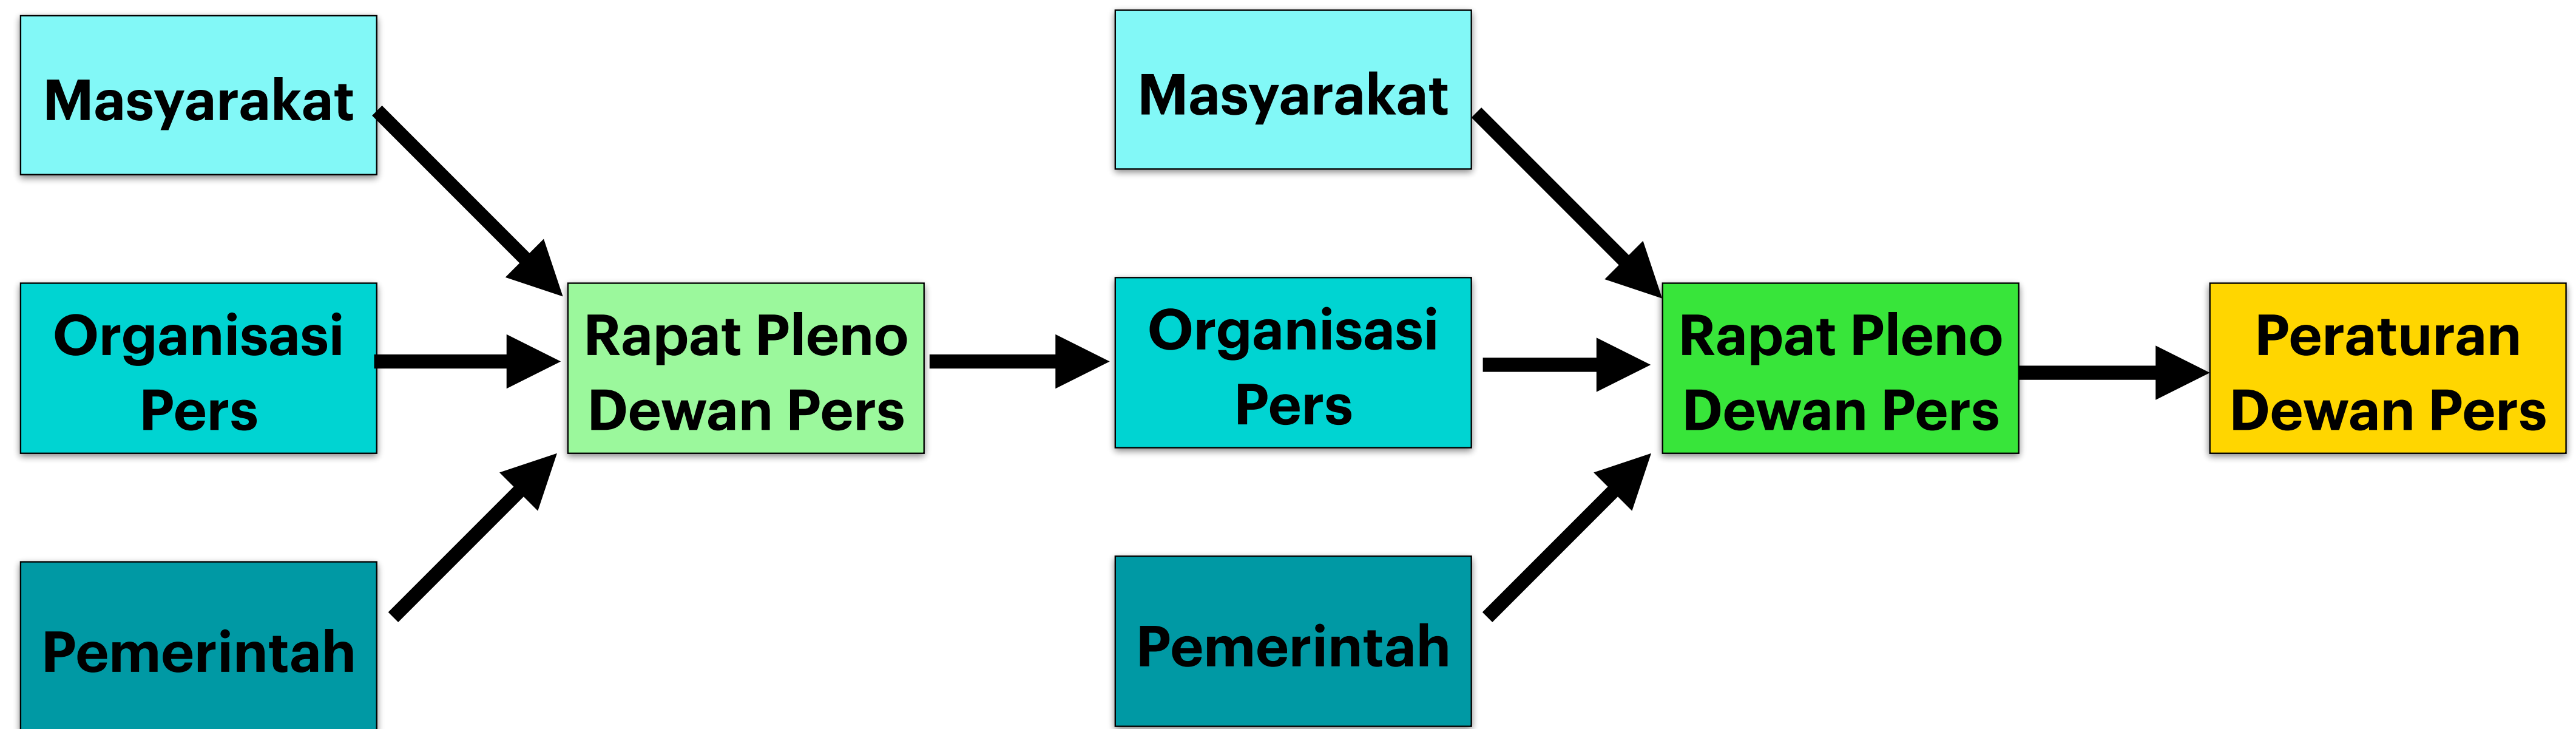 Masyarakat
Organisasi
Pers
Pemerintah
Rapat Pleno
Dewan Pers
Masyarakat
Organisasi
Pers
Pemerintah
Rapat Pleno
Dewan Pers
Peraturan
Dewan Pers